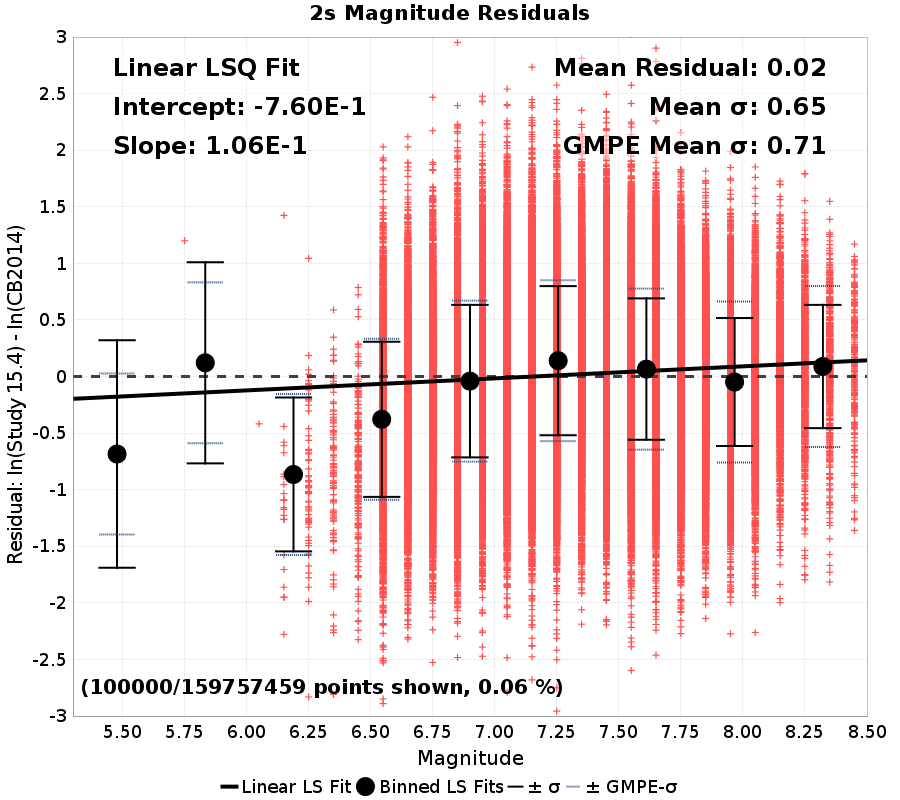 2s Magnitude Residuals
Linear LSQ Fit
Intercept: -7.60E-1
Slope: 1.06E-1
Mean Residual: 0.02
Mean σ: 0.65
GMPE Mean σ: 0.71
Residual: ln(Study 15.4) - ln(CB2014)
3
2.5
2
1.5
1
0.5
0
-0.5
-1
-1.5
-2
-2.5
-3
(100000/159757459 points shown, 0.06 %)
5.50 5.75 6.00 6.25 6.50 6.75 7.00 7.25 7.50 7.75 8.00 8.25 8.50
Magnitude
Linear LS Fit Binned LS Fits ± σ ± GMPE-σ